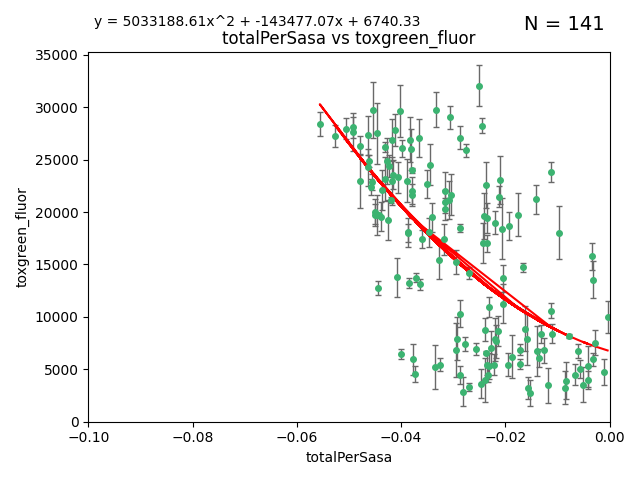 y = 5033188.61x^2 + -143477.07x + 6740.33
N = 141
totalPerSasa vs toxgreen_fluor
35000
30000
25000
20000
15000
10000
5000
0
toxgreen_fluor
−0.10
−0.08
−0.06
−0.04
−0.02
0.00
totalPerSasa